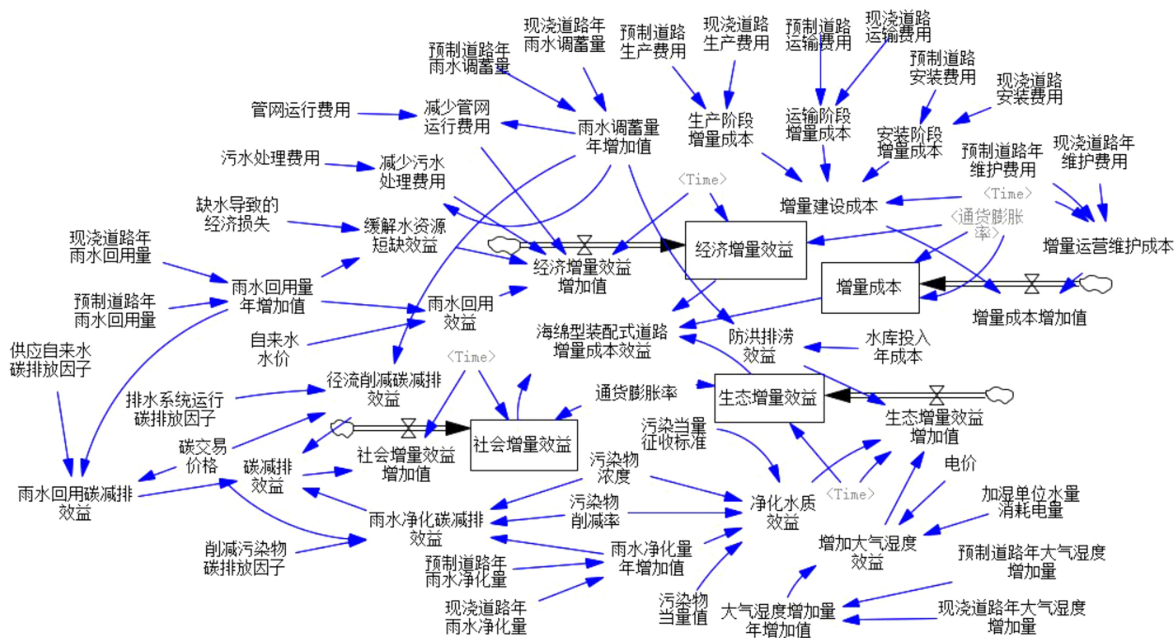 现浇道路年
雨水调蓄量
预制道路年
雨水调蓄量
预制道路
生产费用
现浇道路
生产费用
预制道路
运输费用
现浇道路
运输费用
预制道路
安装费用
现浇道路
安装费用
管网运行费用
减少管网
运行费用
雨水调蓄量
年增加值
生产阶段
增量成本
运输阶段
增量成本
安装阶段
增量成本
预制道路年
维护费用
现浇道路年
维护费用
污水处理费用
减少污水
处理费用
<Time>
<Time>
缺水导致的
经济损失
缓解水资源
短缺效益
增量建设成本
<通货膨胀
率>
增量运营维护成本
现浇道路年
雨水回用量
经济增量效益
经济增量效益
增加值
增量成本
增量成本增加值
预制道路年
雨水回用量
雨水回用量
年增加值
雨水回用
效益
自来水
水价
海绵型装配式道路
增量成本效益
防洪排涝
效益
水库投入
年成本
供应自来水
碳排放因子
<Time>
排水系统运行
碳排放因子
径流削减碳减排
效益
通货膨胀率
生态增量效益
生态增量效益
增加值
碳交易
价格
社会增量效益
增加值
社会增量效益
污染当量
征收标准
电价
雨水回用碳减排
效益
碳减排
效益
污染物
浓度
<Time>
加湿单位水量
消耗电量
削减污染物
碳排放因子
雨水净化碳减排
效益
污染物
削减率
净化水质
效益
增加大气湿度
效益
预制道路年
雨水净化量
雨水净化量
年增加值
预制道路年大气湿度
增加量
现浇道路年
雨水净化量
污染物
当量值
大气湿度增加量
年增加值
现浇道路年大气湿度
增加量